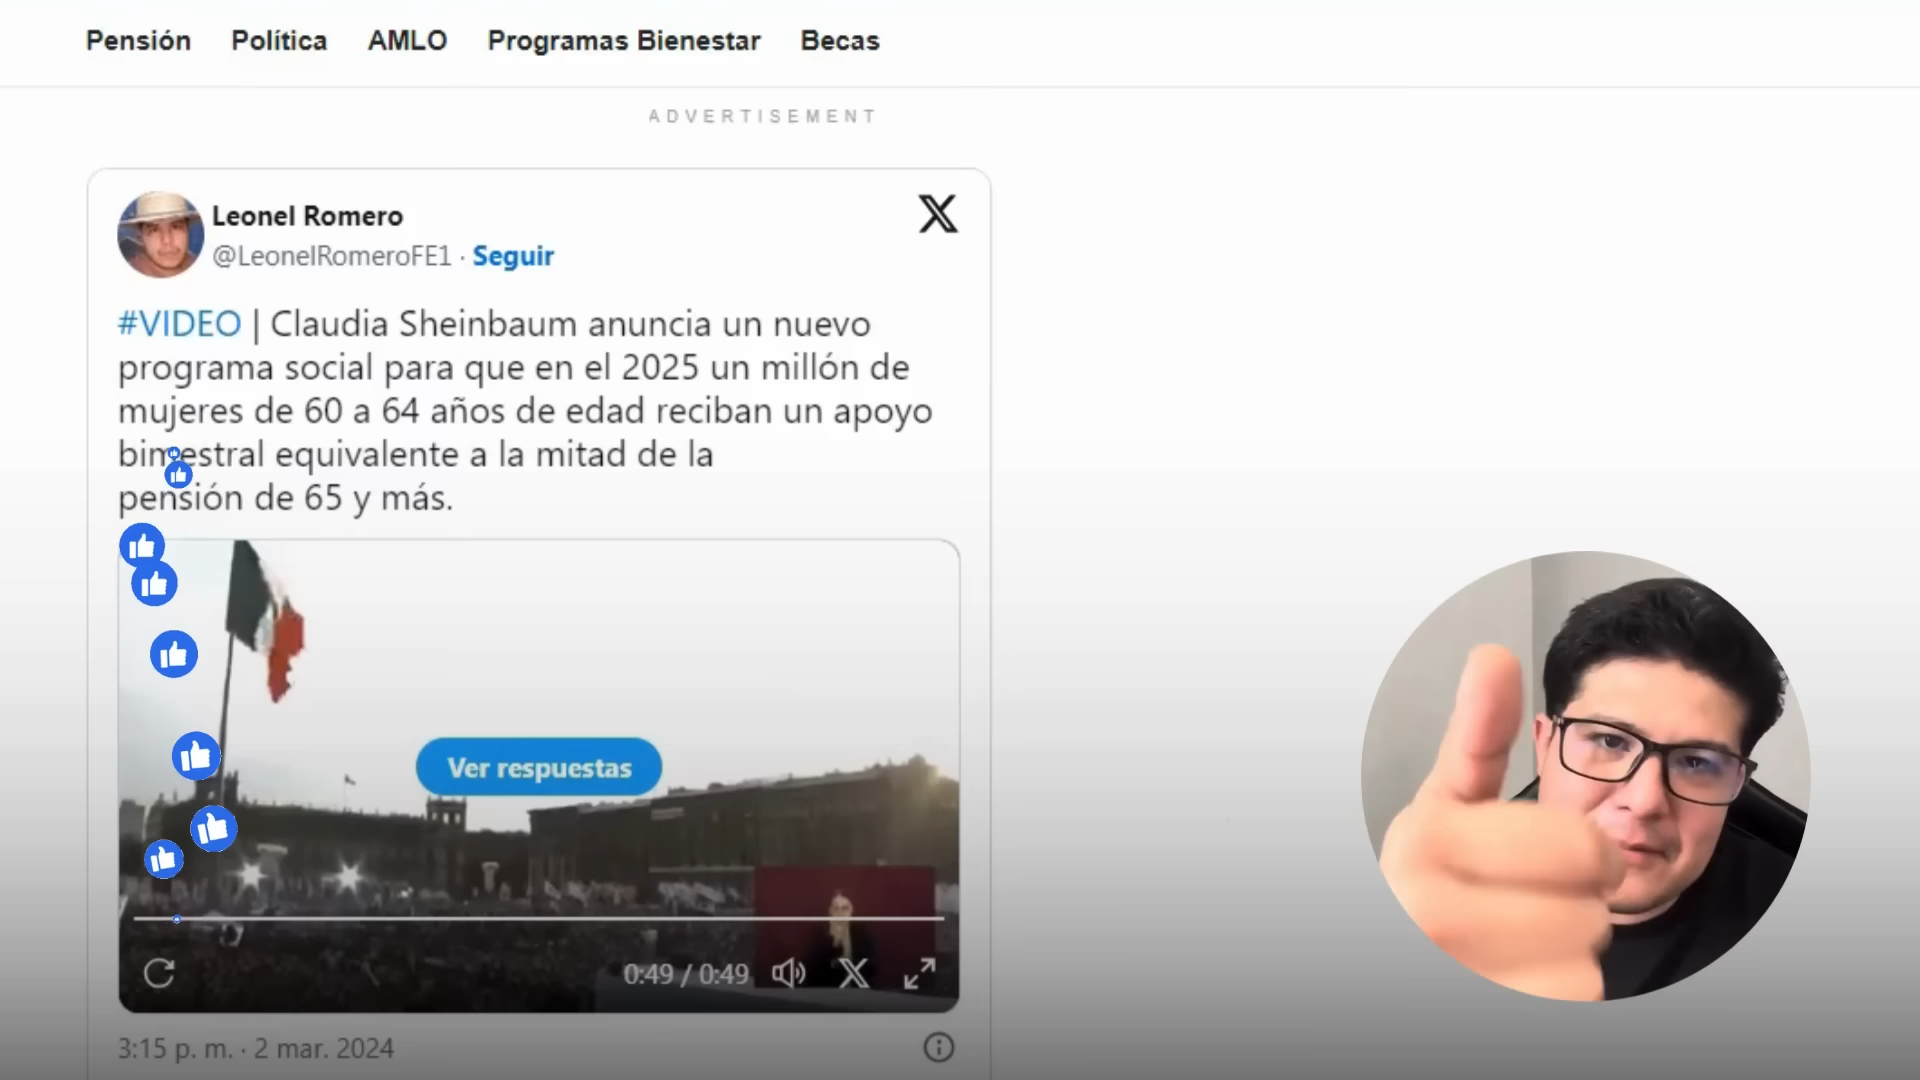 Pensión Política AMLO Programas Bienestar Becas
ADVERTISEMENT
Leonel Romero
@LeonelRomeroFE1 · Seguir
#VIDEO | Claudia Sheinbaum anuncia un nuevo
programa social para que en el 2025 un millón de
mujeres de 60 a 64 años de edad reciban un apoyo
bimestral equivalente a la mitad de la
pensión de 65 y más.
Ver respuestas
0:49 / 0:49
3:15 p. m. · 2 mar. 2024